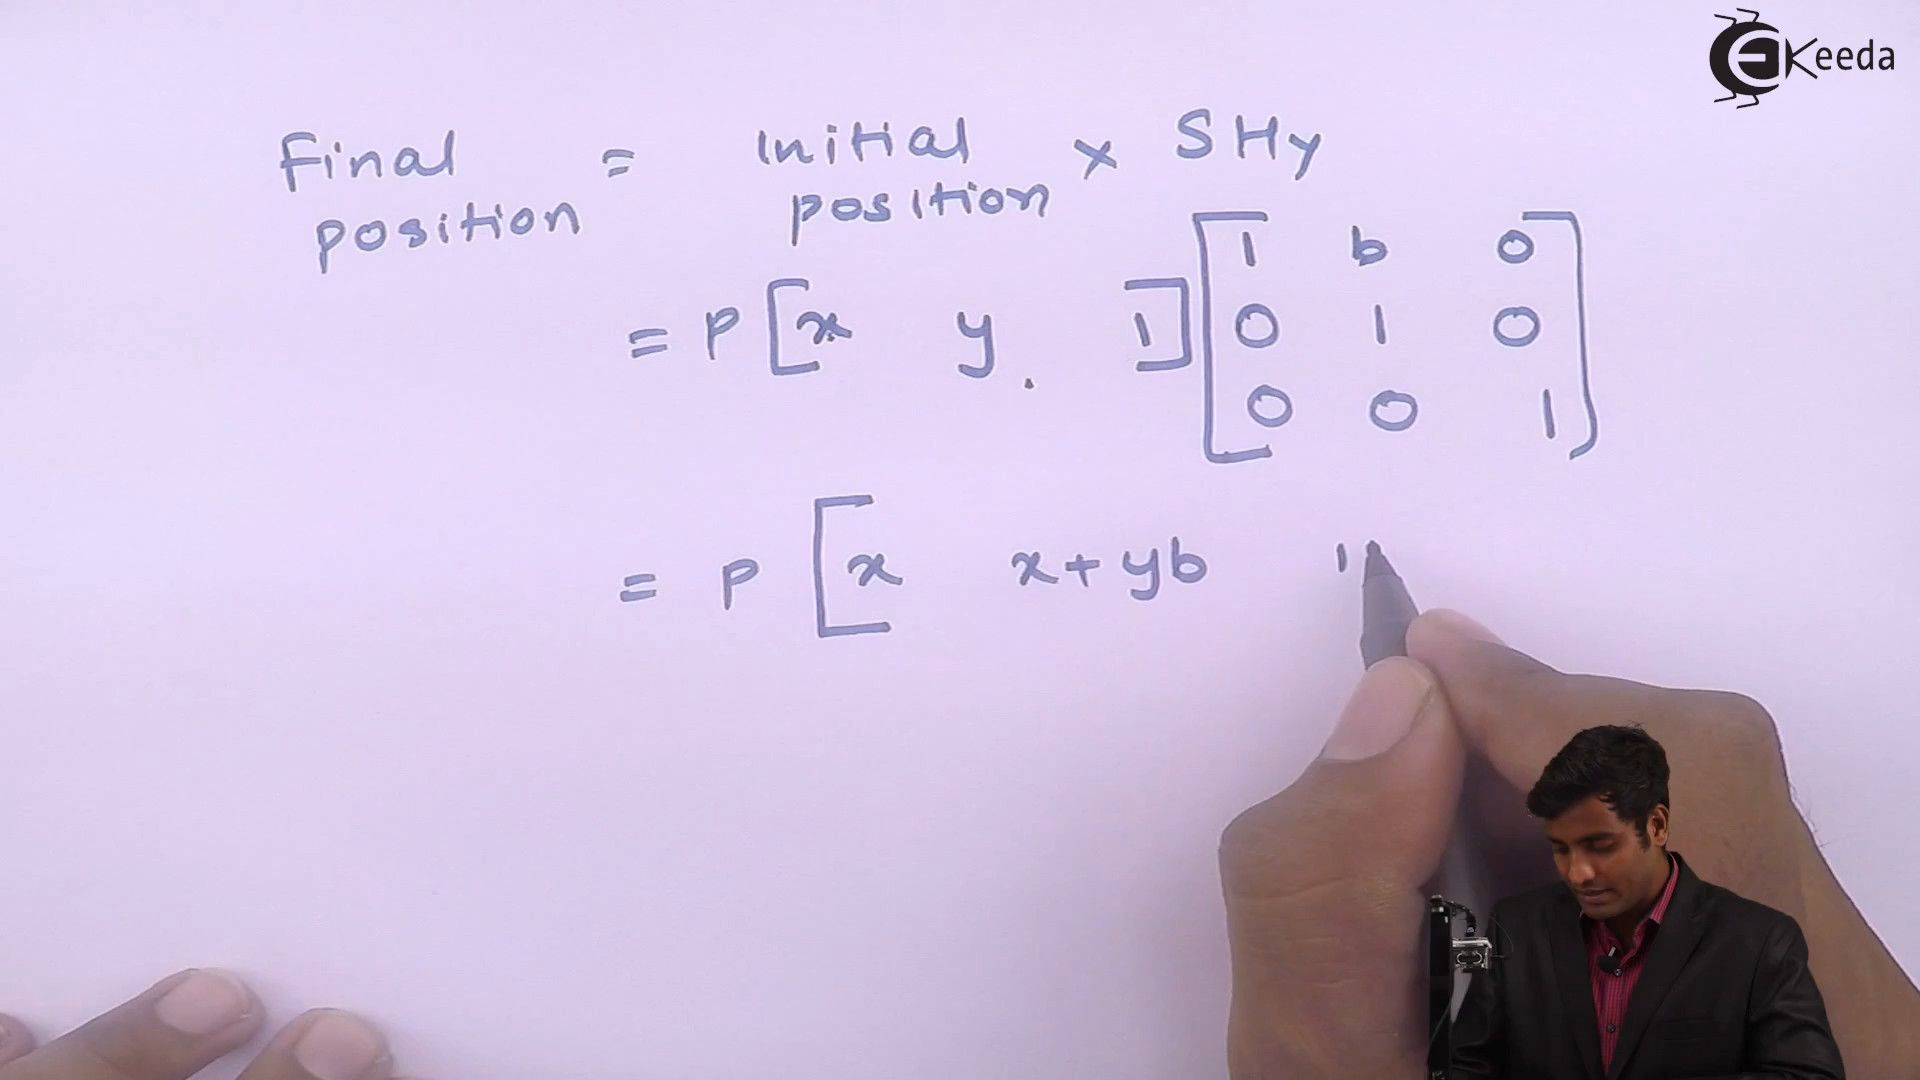 EKeeda
Final = Initial × SHy
position position
= P [x y 1] [1 b 0
0 1 0
0 0 1]
= P [x x+yb 1